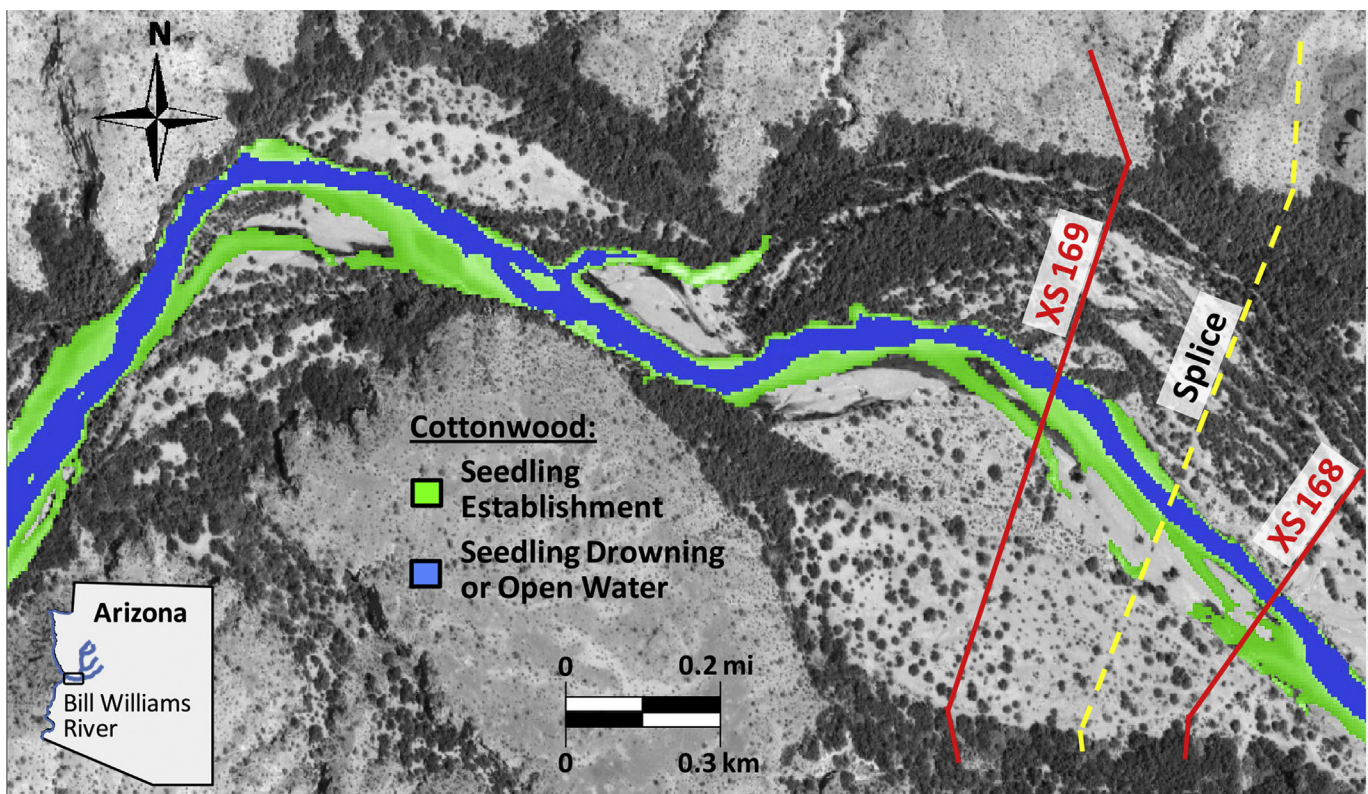 N
XS 169
Splice
XS 168
Cottonwood:
Seedling
Establishment
Seedling Drowning
or Open Water
Arizona
Bill Williams
River
0 0.2 mi
0 0.3 km